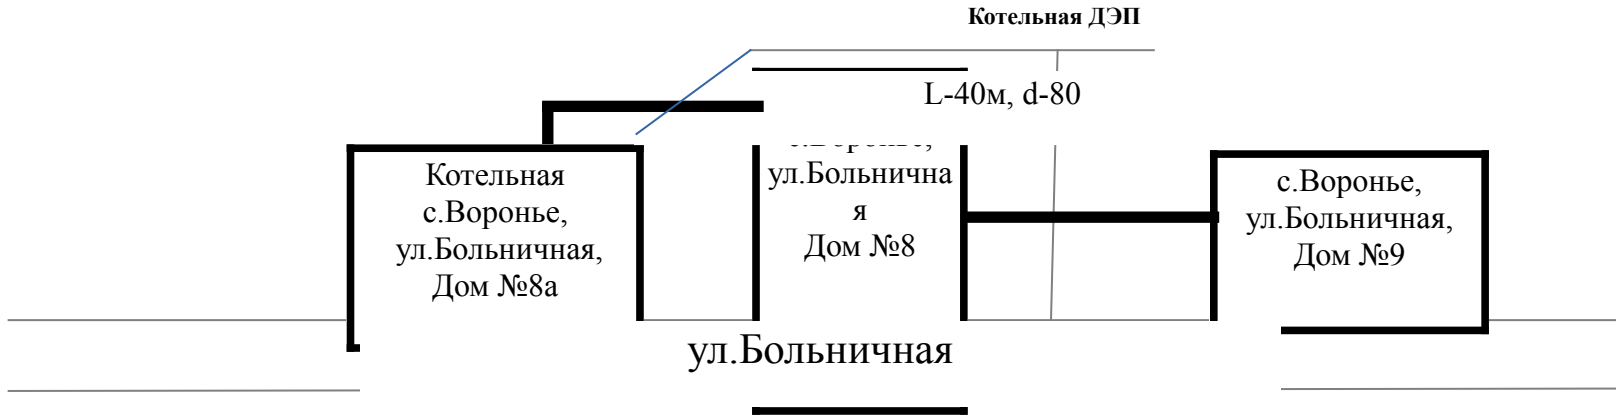 Котельная ДЭП
L-40м, d-80
Котельная
с.Воронье,
ул.Больничная,
Дом №8а
ул.Больнична
я
Дом №8
с.Воронье,
ул.Больничная,
Дом №9
ул.Больничная